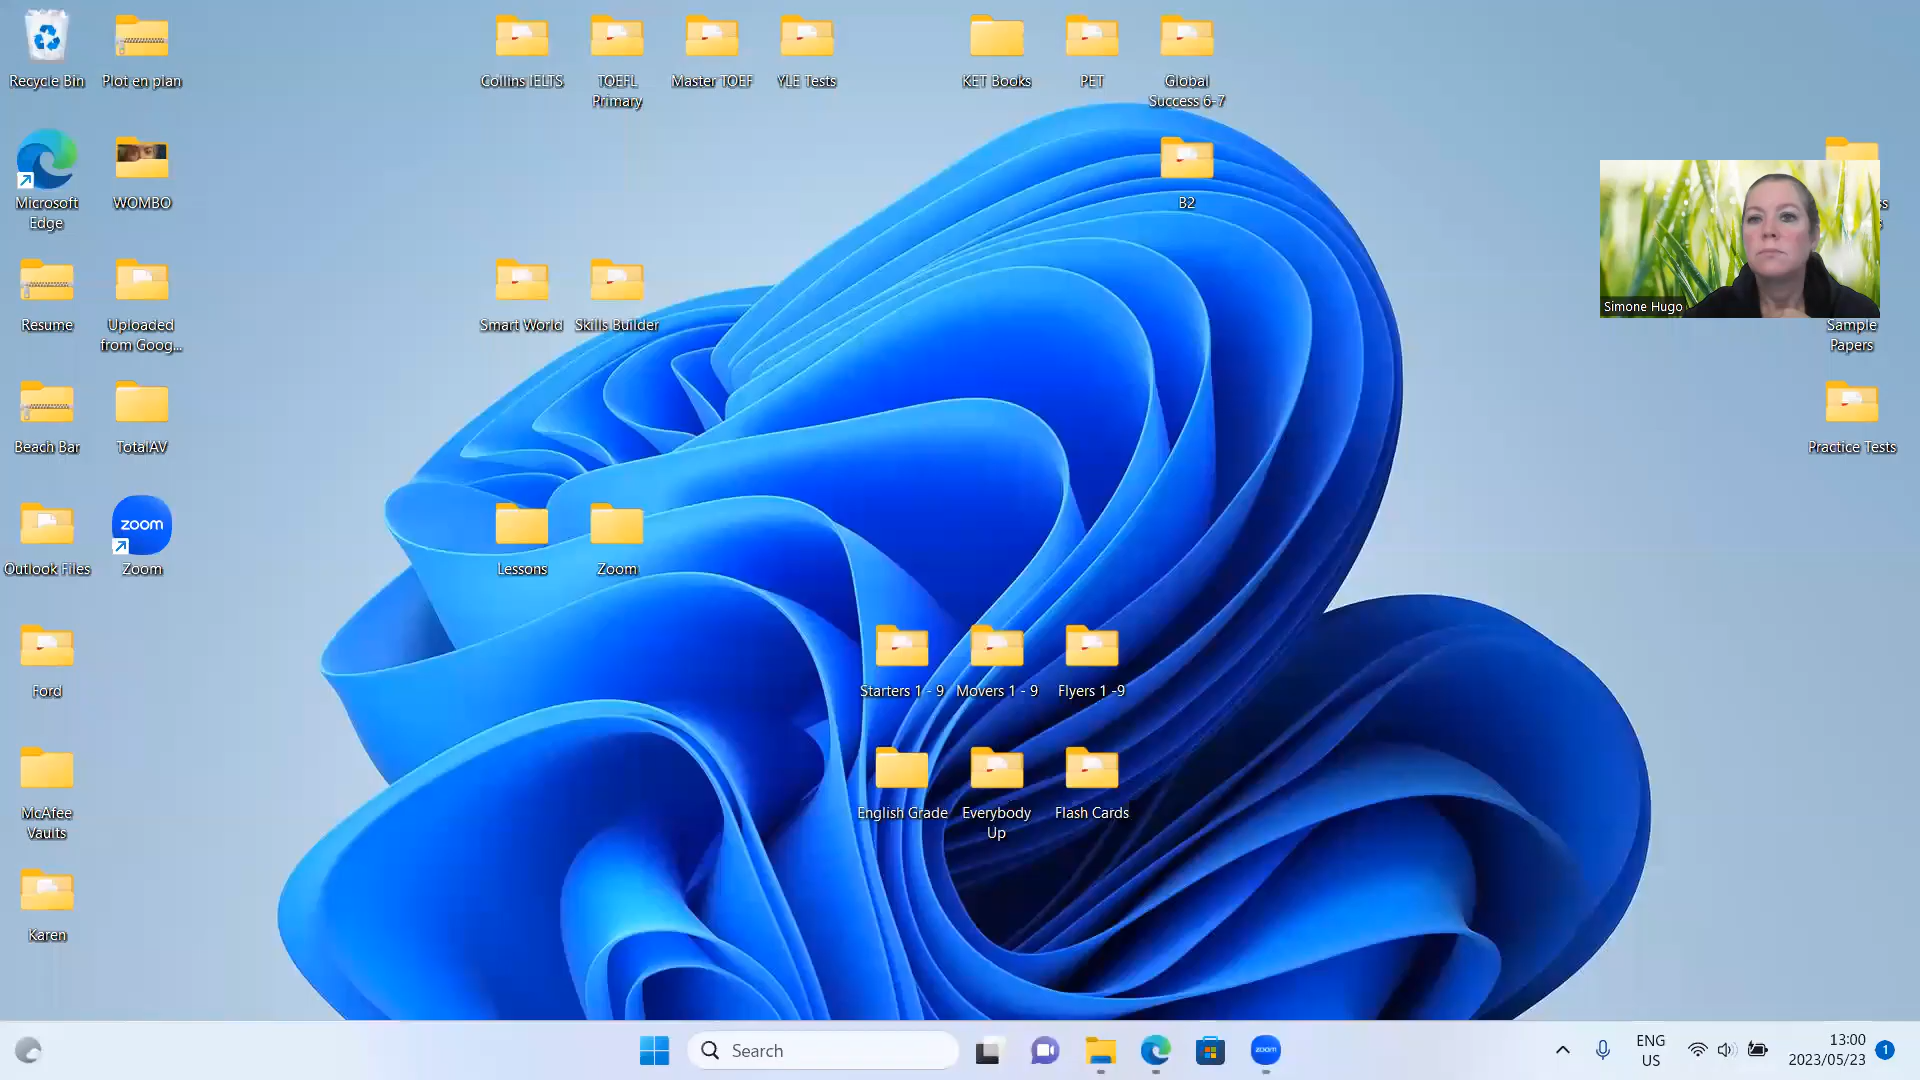 Recycle Bin
Plot en plan
Collins IELTS
TOEFL
Primary
Master TOEF
YLE Tests
KET Books
PET
Global
Success 6-7
Microsoft
Edge
WOMBO
B2
Simone Hugo
Resume
Uploaded
from Goog...
Smart World
Skills Builder
Sample
Papers
Beach Bar
TotalAV
Practice Tests
Outlook Files
zoom
Zoom
Lessons
Zoom
Ford
Starters 1 - 9
Movers 1 - 9
Flyers 1 -9
McAfee
Vaults
English Grade
Everybody
Up
Flash Cards
Karen
Search
zoom
ENG
US
13:00
2023/05/23
1